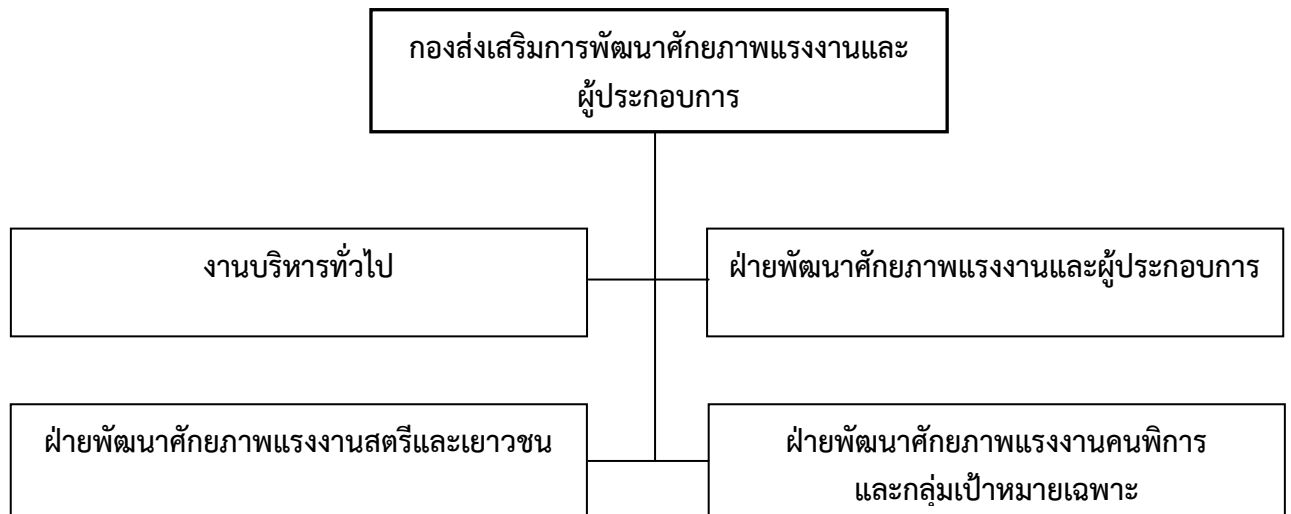 กองส่งเสริมการพัฒนาศักยภาพแรงงานและ
ผู้ประกอบการ
งานบริหารทั่วไป
ฝ่ายพัฒนาศักยภาพแรงงานและผู้ประกอบการ
ฝ่ายพัฒนาศักยภาพแรงงานสตรีและเยาวชน
ฝ่ายพัฒนาศักยภาพแรงงานคนพิการ
และกลุ่มเป้าหมายเฉพาะ